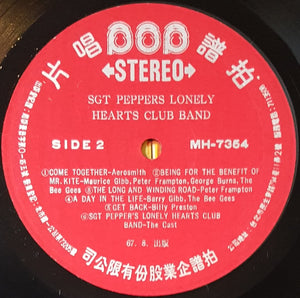 片唱 pop 譜拍
STEREO
SGT PEPPERS LONELY
HEARTS CLUB BAND
SIDE 2
MH-7354
①COME TOGETHER-Aerosmith ②BEING FOR THE BENEFIT OF
MR. KITE-Maurice Gibb, Peter Frampton, George Burns, The
Bee Gees ③THE LONG AND WINDING ROAD-Peter Frampton
④A DAY IN THE LIFE-Barry Gibb, The Bee Gees
⑤GET BACK-Billy Preston
⑥SGT PEPPER'S LONELY HEARTS CLUB
BAND-The Cast
67. 8. 出版
司公限有份股業企譜拍